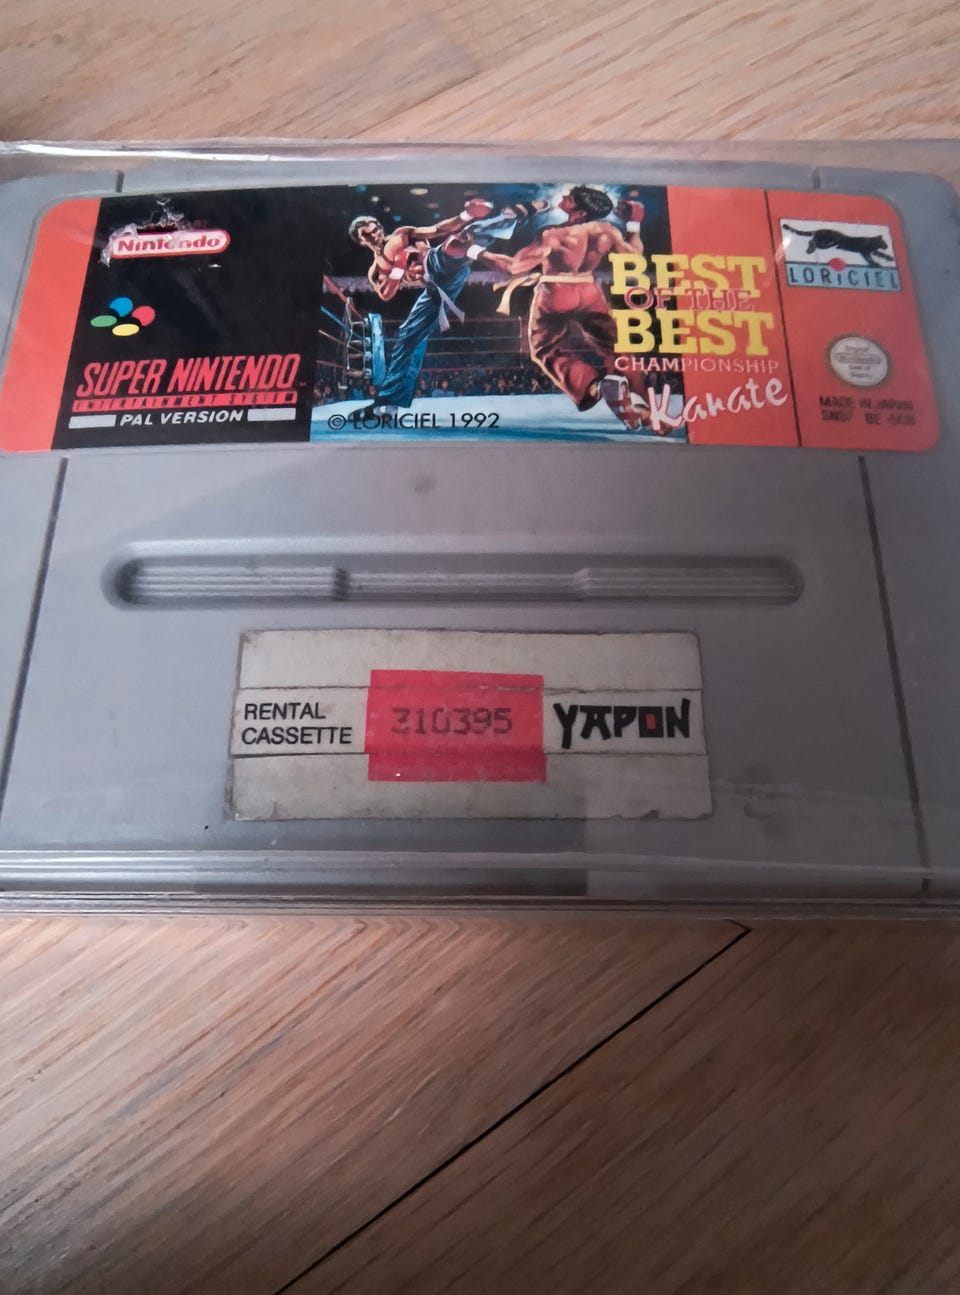 Nintendo
SUPER NINTENDO
ENTERTAINMENT SYSTEM
PAL VERSION
© LORICIEL 1992
BEST
OF THE
BEST
CHAMPIONSHIP
Karate
LORICIEL
MADE IN JAPAN
RENTAL
CASSETTE
310395
YAPON